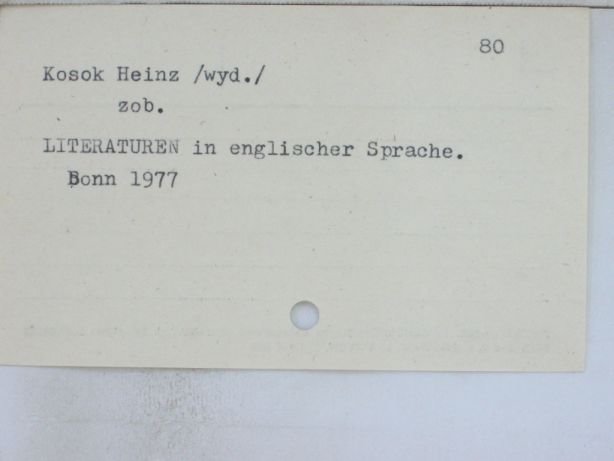 80
Kosok Heinz /wyd./
zob.
LITERATUREN in englischer Sprache.
Bonn 1977